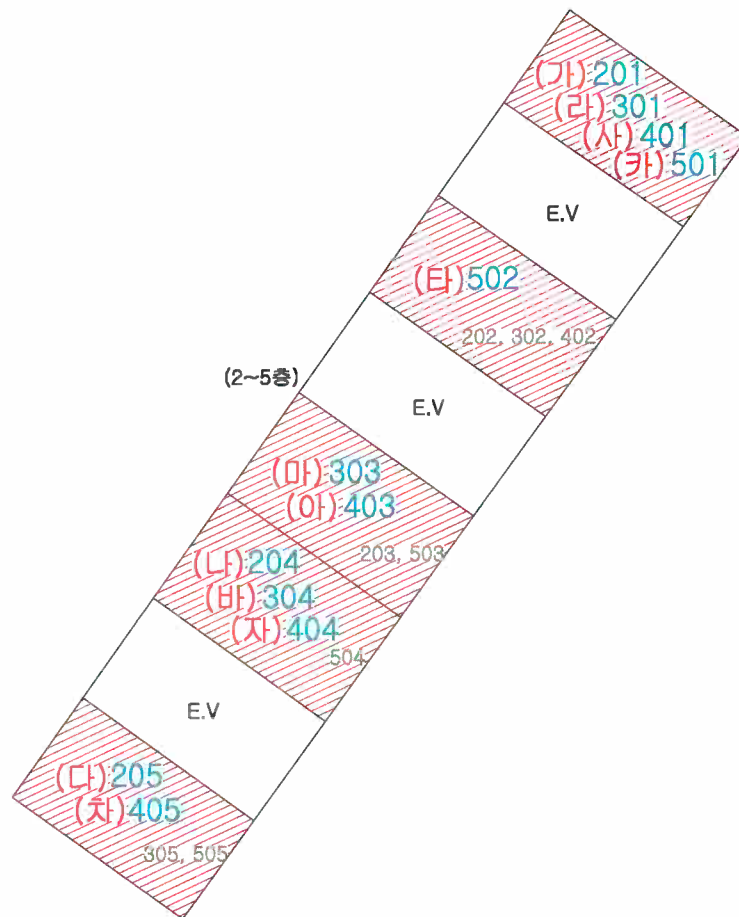 (가)201
(라)301
(사)401
(카)501
E.V
(타)502
202, 302, 402
(2~5층)
E.V
(마)303
(아)403
203, 503
(나)204
(바)304
(자)404
504
E.V
(다)205
(차)405
305, 505